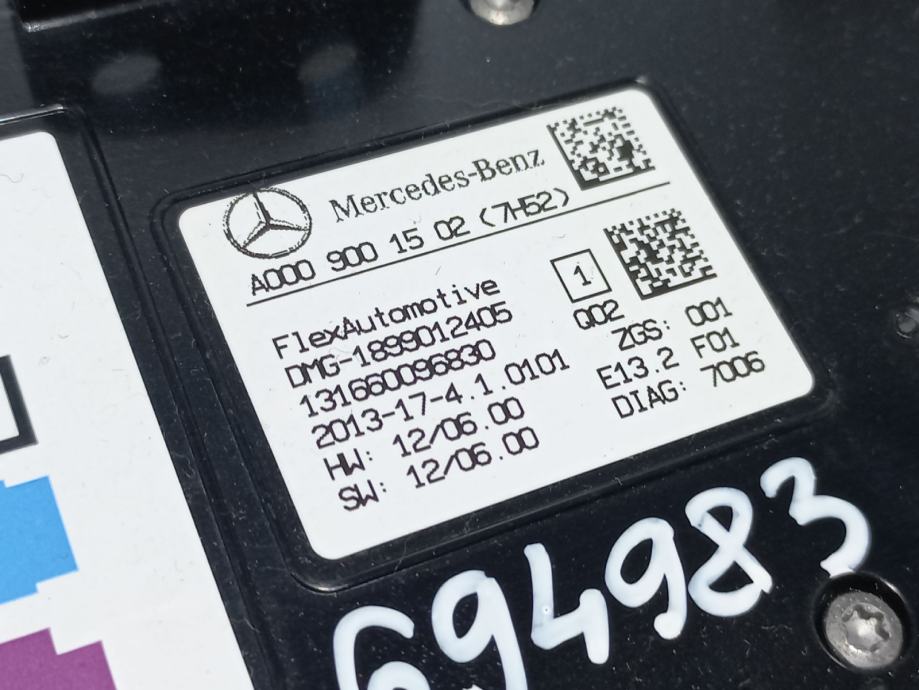 Mercedes-Benz
A000 900 15 02 (7H52)
FlexAutomotive
DMG-1899012405
131660096830
2013-17-4.1.0101
HW: 12/06.00
SW: 12/06.00
1
Q02
ZGS: 001
E13.2 F01
DIAG: 7006
694983